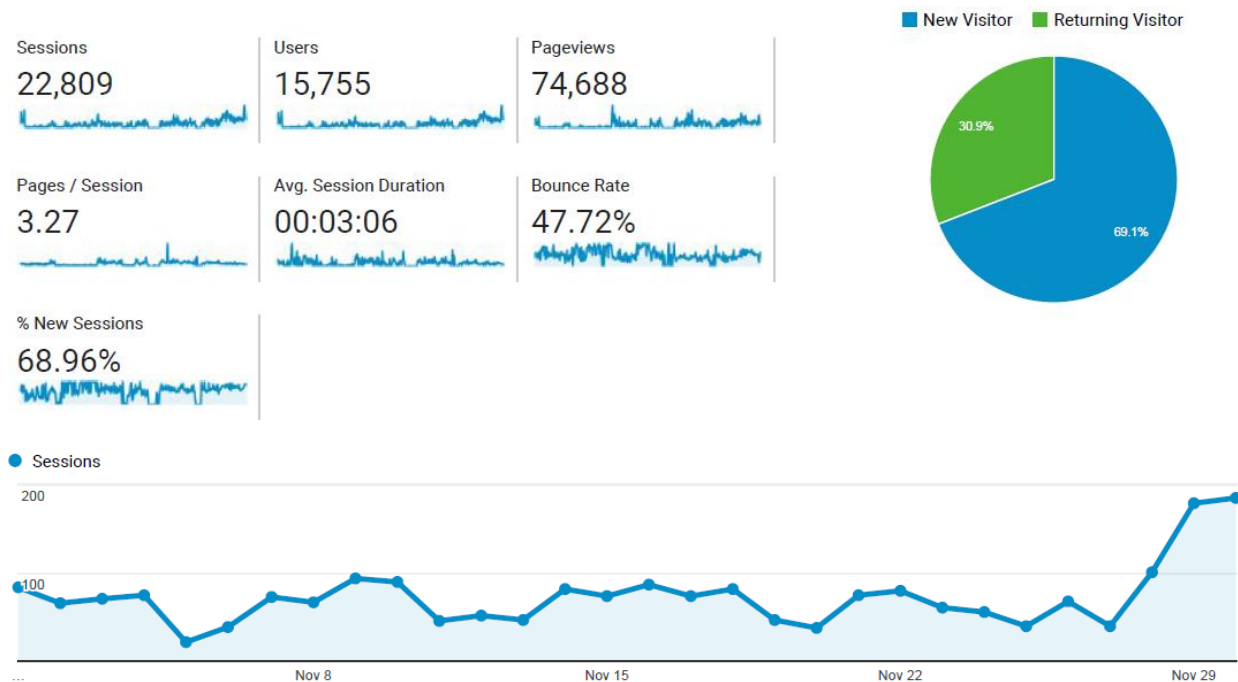 New Visitor Returning Visitor
Sessions
22,809
Users
15,755
Pageviews
74,688
30.9%
69.1%
Pages / Session
3.27
Avg. Session Duration
00:03:06
Bounce Rate
47.72%
% New Sessions
68.96%
Sessions
200
100
...
Nov 8
Nov 15
Nov 22
Nov 29